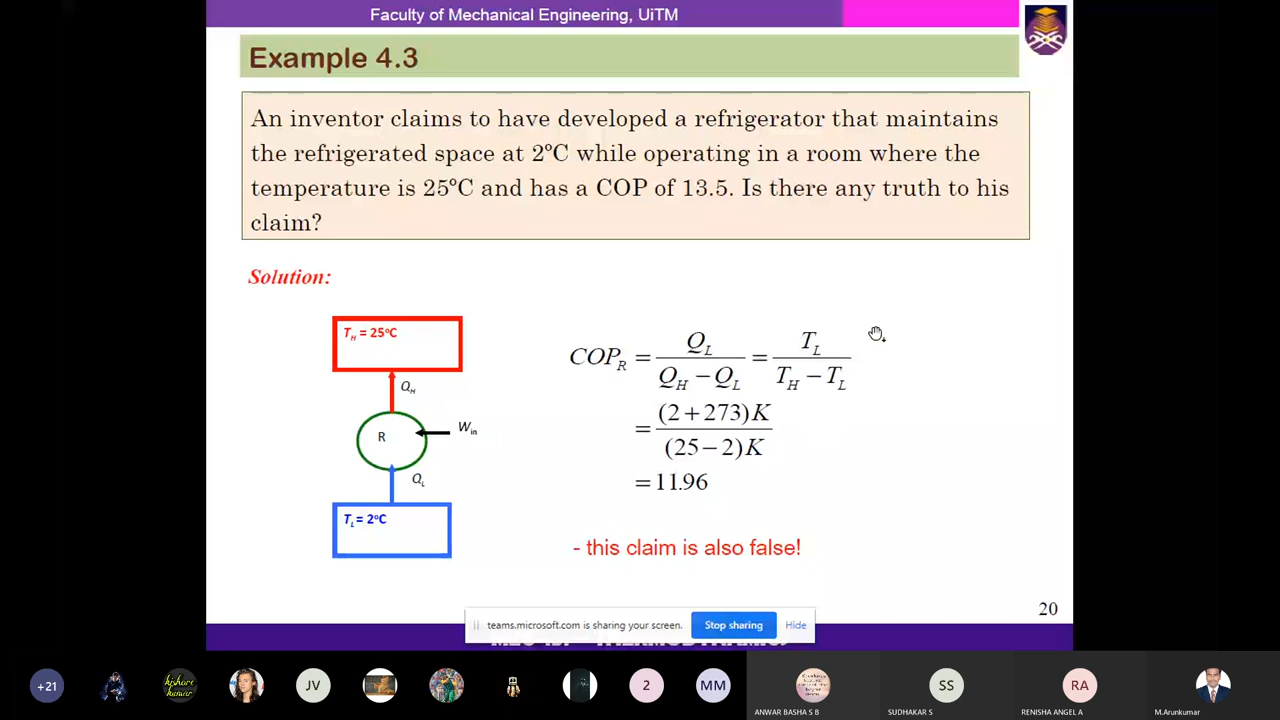 Faculty of Mechanical Engineering, UiTM
Example 4.3
An inventor claims to have developed a refrigerator that maintains
the refrigerated space at 2°C while operating in a room where the
temperature is 25°C and has a COP of 13.5. Is there any truth to his
claim?
Solution:
T_H = 25°C
Q_H
R
W_in
Q_L
T_L = 2°C
COP_R = Q_L / (Q_H − Q_L) = T_L / (T_H − T_L)
= (2+273)K / (25−2)K
= 11.96
- this claim is also false!
20
teams.microsoft.com is sharing your screen.
Stop sharing
Hide
+21
kishore kumar
JV
2
MM
SS
RA
ANWAR BASHA S B
SUDHAKAR S
RENISHA ANGEL A
M.Arunkumar